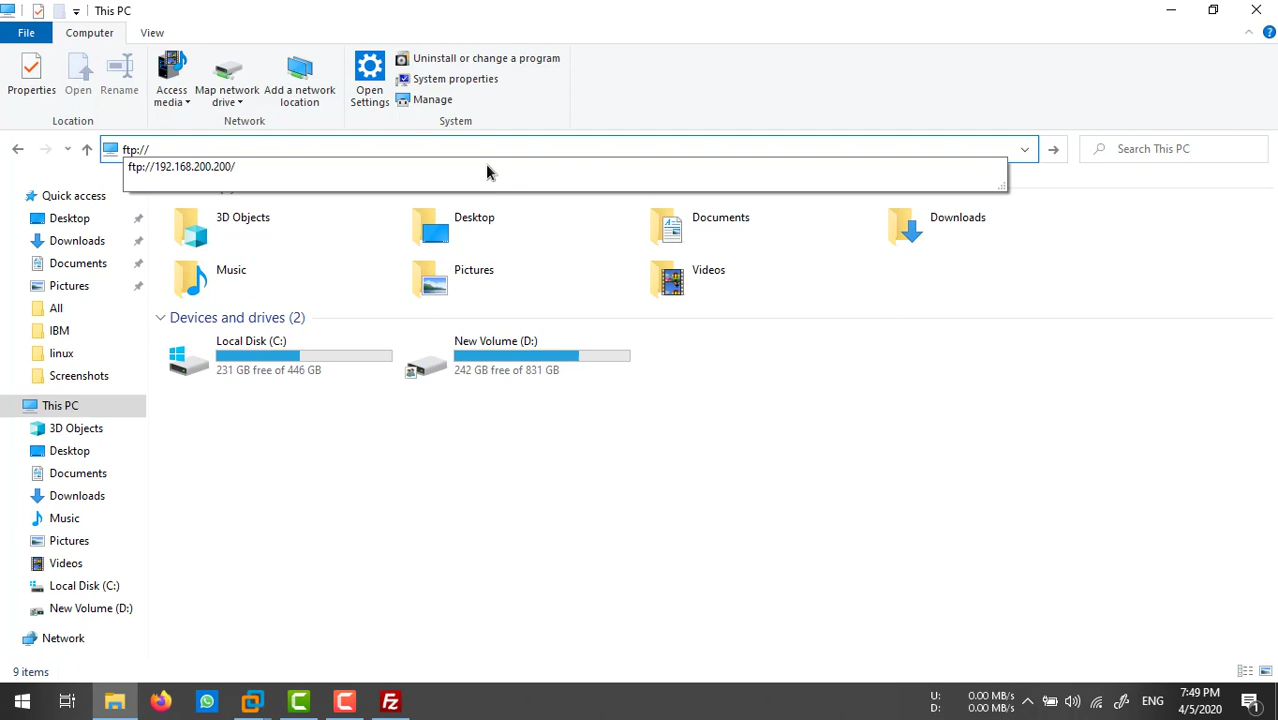 This PC
File
Computer
View
Properties
Open
Rename
Access media
Map network drive
Add a network location
Open Settings
Uninstall or change a program
System properties
Manage
Location
Network
System
ftp://
Search This PC
ftp://192.168.200.200/
Quick access
Desktop
Downloads
Documents
Pictures
All
IBM
linux
Screenshots
This PC
3D Objects
Desktop
Documents
Downloads
Music
Pictures
Videos
Local Disk (C:)
New Volume (D:)
Network
3D Objects
Desktop
Documents
Downloads
Music
Pictures
Videos
Devices and drives (2)
Local Disk (C:)
231 GB free of 446 GB
New Volume (D:)
242 GB free of 831 GB
9 items
U: 0.00 MB/s
D: 0.00 MB/s
ENG
7:49 PM
4/5/2020
1